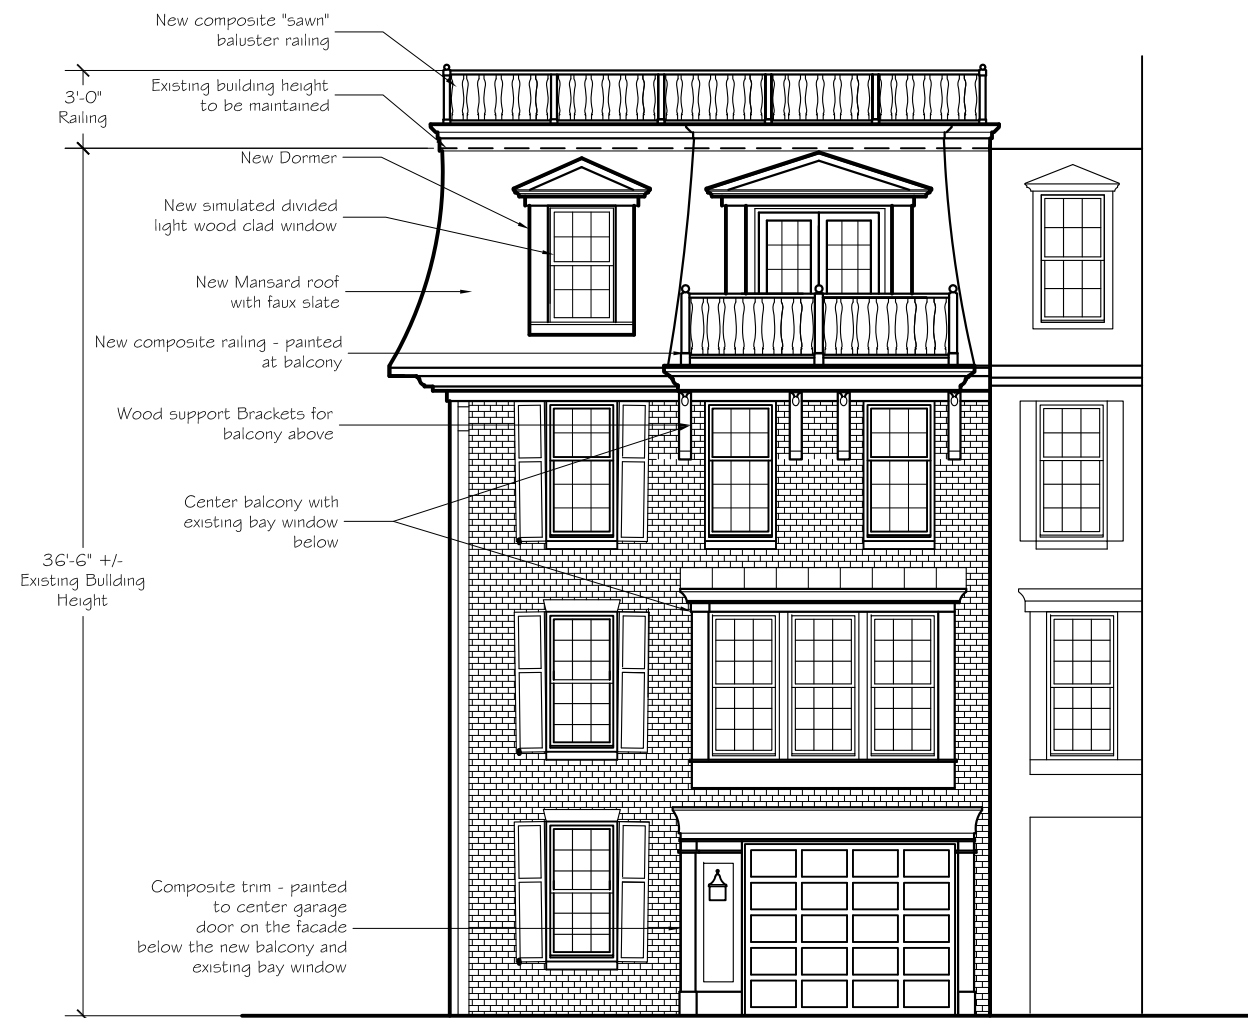 New composite "sawn"
baluster railing
3'-0"
Railing
Existing building height
to be maintained
New Dormer
New simulated divided
light wood clad window
New Mansard roof
with faux slate
New composite railing - painted
at balcony
Wood support Brackets for
balcony above
Center balcony with
existing bay window
below
36'-6" +/-
Existing Building
Height
Composite trim - painted
to center garage
door on the facade
below the new balcony and
existing bay window